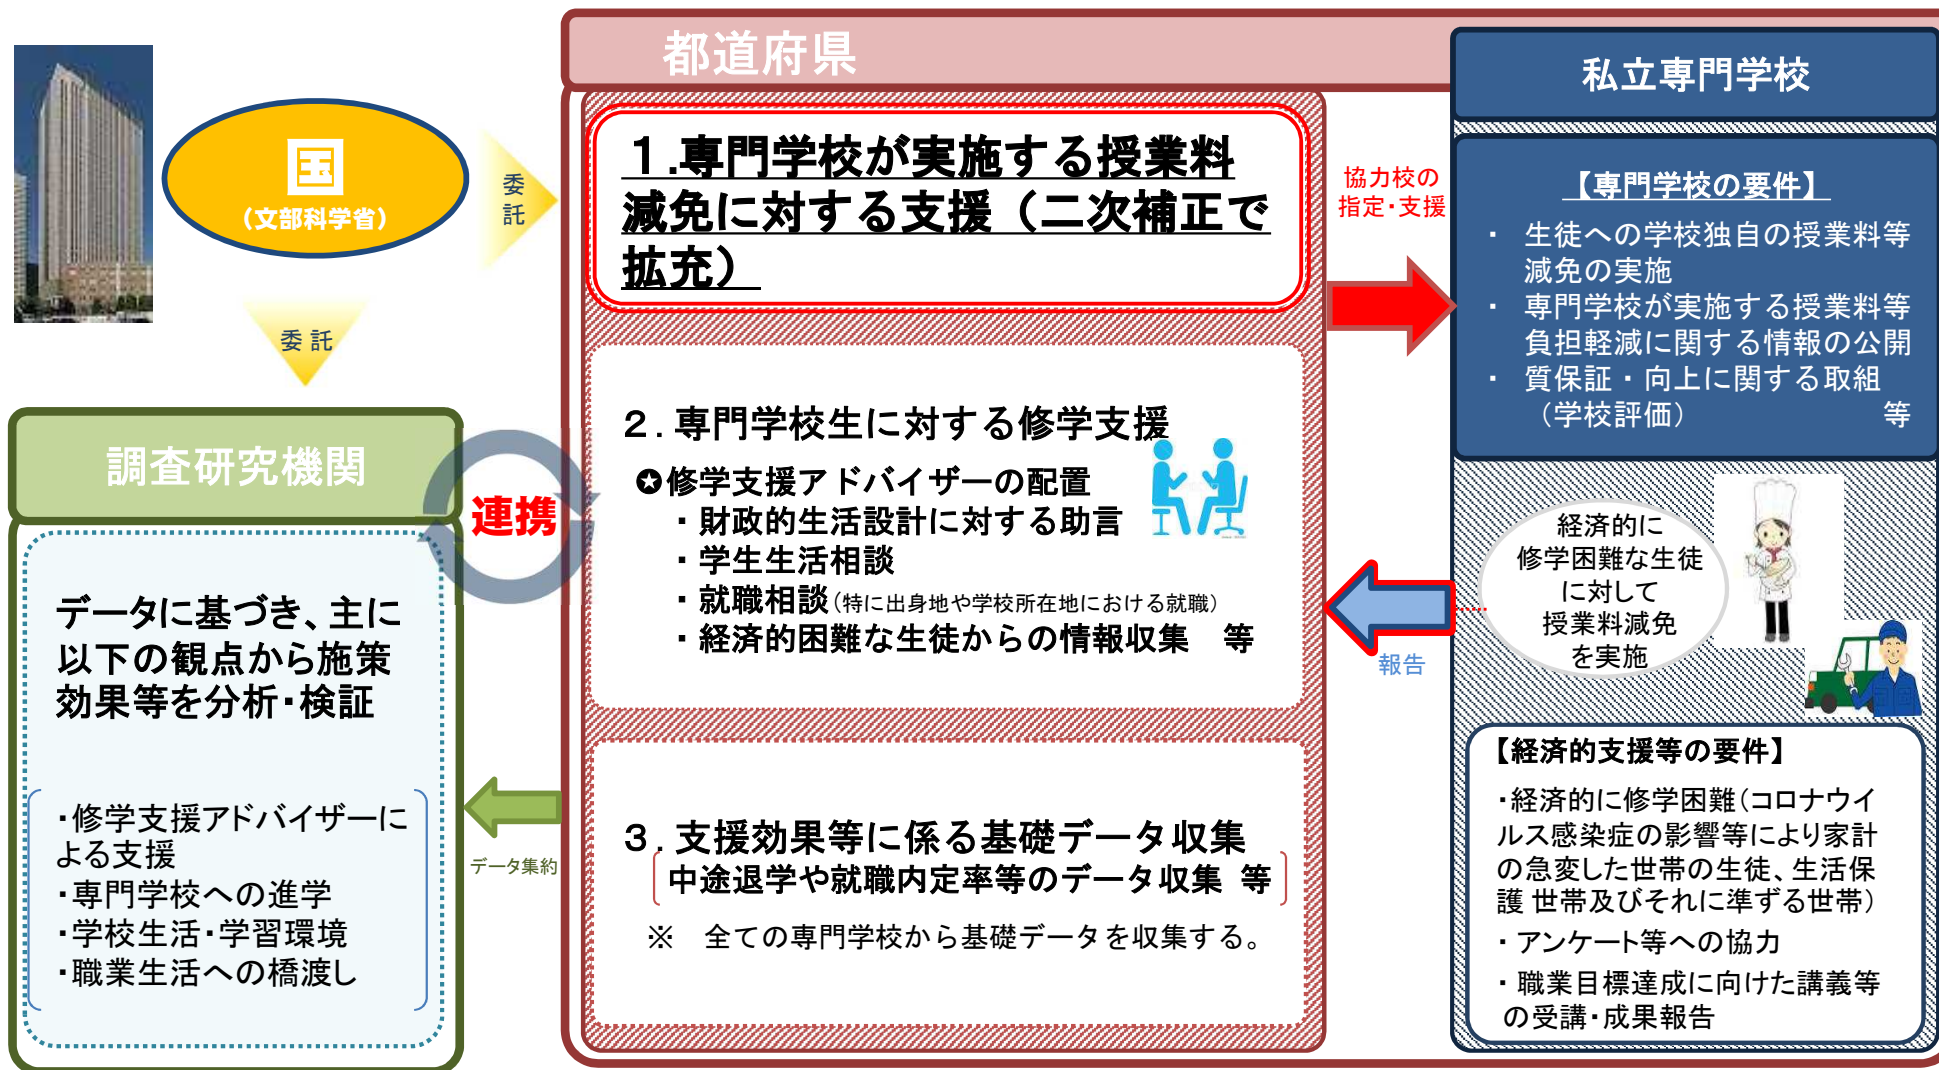 国
（文部科学省）
委
託
委 託
調査研究機関
データに基づき、主に
以下の観点から施策
効果等を分析・検証
・修学支援アドバイザーに
よる支援
・専門学校への進学
・学校生活・学習環境
・職業生活への橋渡し
連携
データ集約
都道府県
１.専門学校が実施する授業料
減免に対する支援（二次補正で
拡充）
２．専門学校生に対する修学支援
✪修学支援アドバイザーの配置
・財政的生活設計に対する助言
・学生生活相談
・就職相談（特に出身地や学校所在地における就職）
・経済的困難な生徒からの情報収集　等
３．支援効果等に係る基礎データ収集
中途退学や就職内定率等のデータ収集 等
※　全ての専門学校から基礎データを収集する。
協力校の
指定・支援
報告
私立専門学校
【専門学校の要件】
・ 生徒への学校独自の授業料等
減免の実施
・ 専門学校が実施する授業料等
負担軽減に関する情報の公開
・ 質保証・向上に関する取組
（学校評価）　　　　　等
経済的に
修学困難な生徒
に対して
授業料減免
を実施
【経済的支援等の要件】
・経済的に修学困難（コロナウイ
ルス感染症の影響等により家計
の急変した世帯の生徒、生活保
護 世帯及びそれに準ずる世帯）
・アンケート等への協力
・職業目標達成に向けた講義等
の受講・成果報告